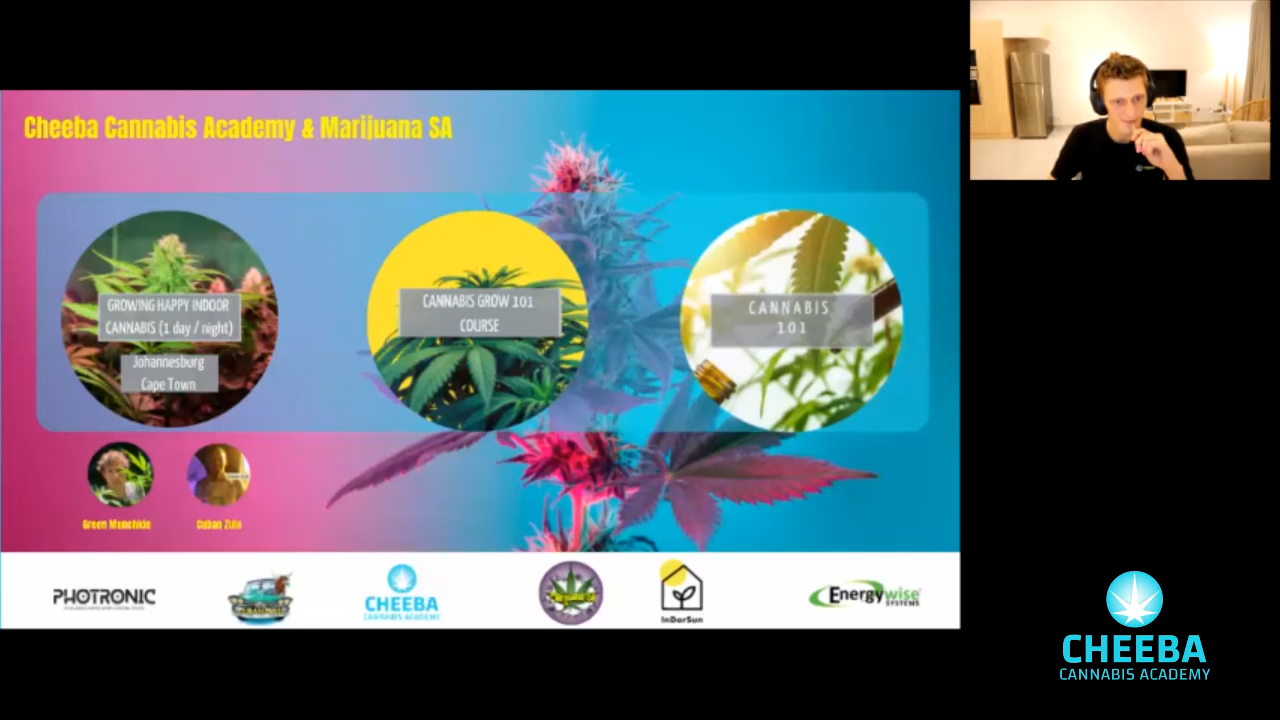 Cheeba Cannabis Academy & Marijuana SA
GROWING HAPPY INDOOR
CANNABIS (1 day / night)
Johannesburg
Cape Town
CANNABIS GROW 101
COURSE
CANNABIS
101
Green Munchkin
Cuban Zulu
PHOTRONIC
CHEEBA
CANNABIS ACADEMY
InDorSun
Energywise
SYSTEMS
CHEEBA
CANNABIS ACADEMY